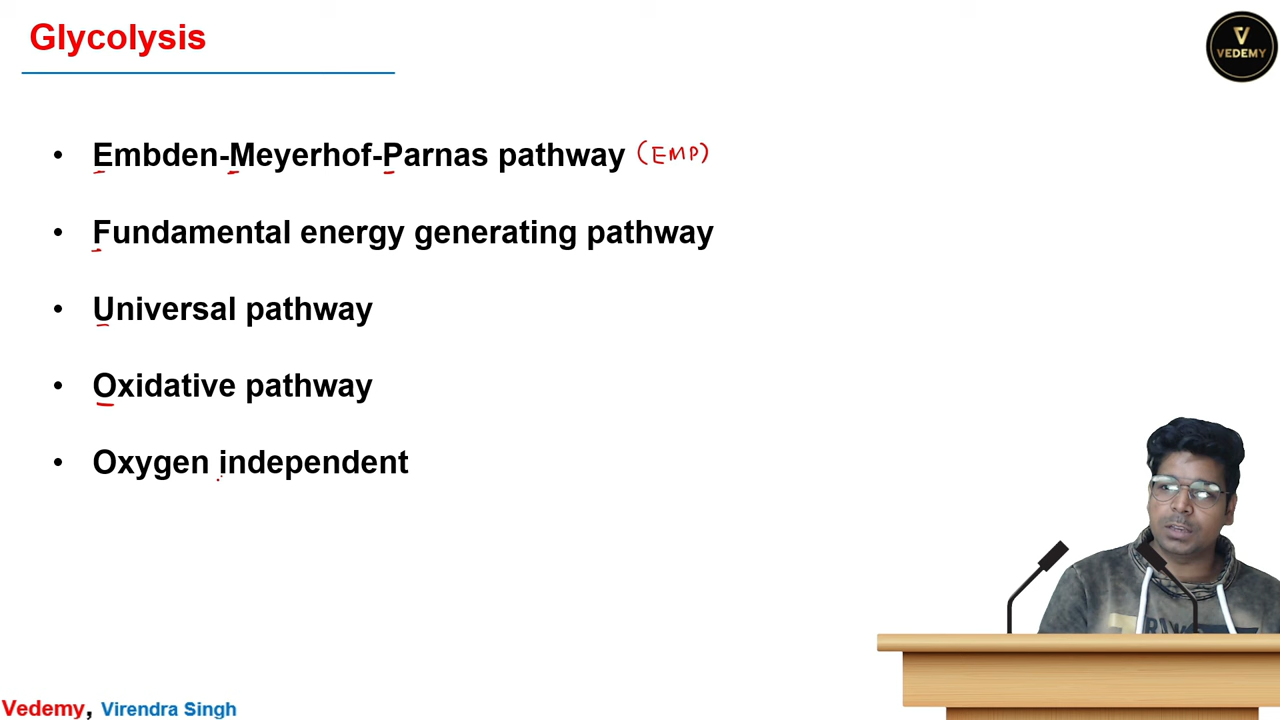 Glycolysis
V
VEDEMY
• Embden-Meyerhof-Parnas pathway (EMP)
• Fundamental energy generating pathway
• Universal pathway
• Oxidative pathway
• Oxygen independent
Vedemy, Virendra Singh